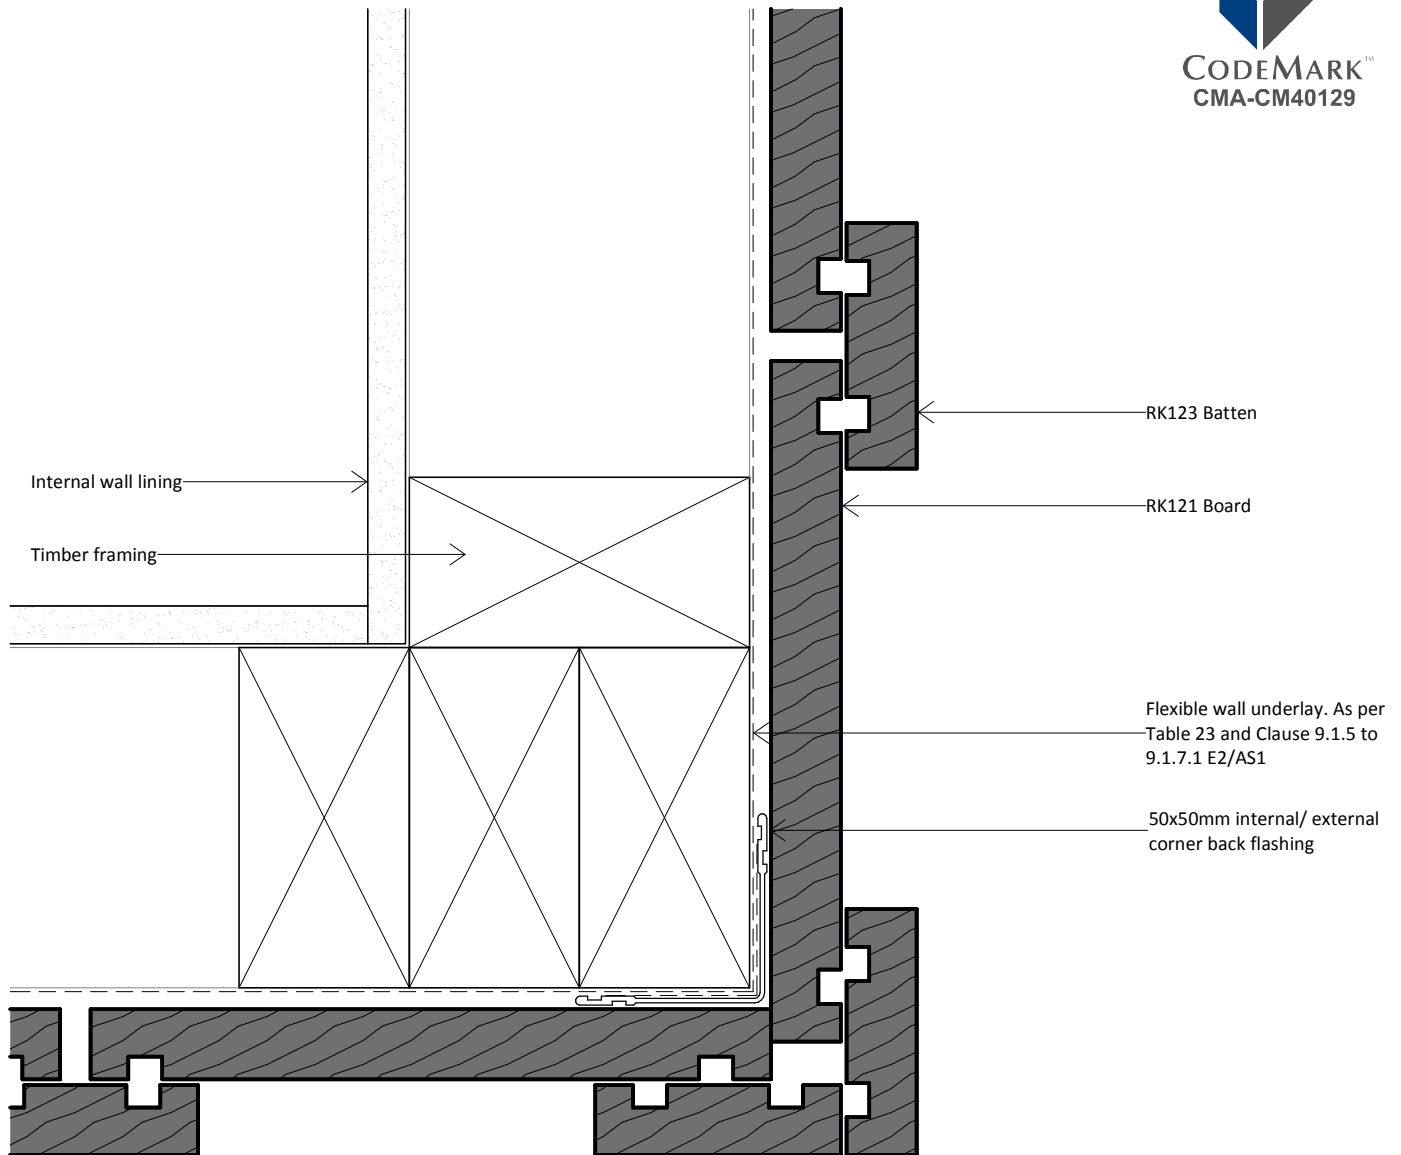 CODEMARK™
CMA-CM40129
RK123 Batten
Internal wall lining
RK121 Board
Timber framing
Flexible wall underlay. As per
Table 23 and Clause 9.1.5 to
9.1.7.1 E2/AS1
50x50mm internal/ external
corner back flashing